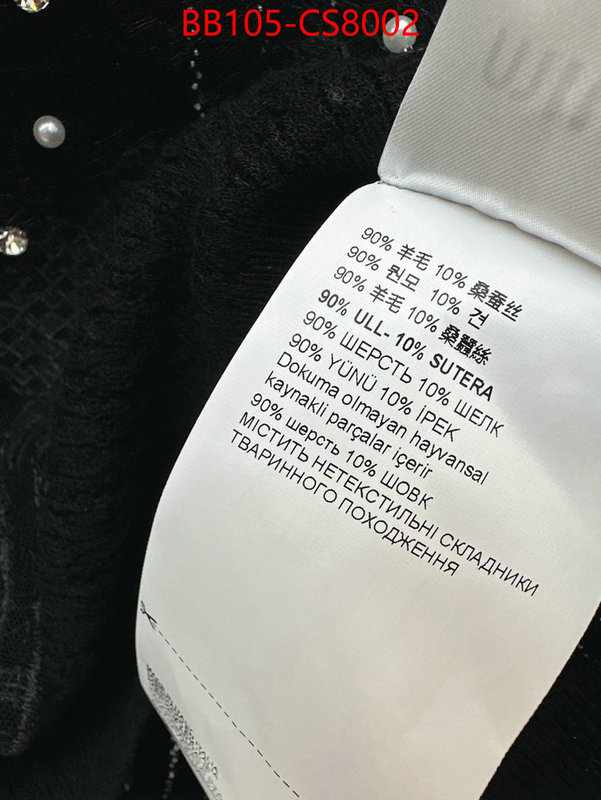 BB105-CS8002
90% 羊毛 10% 桑蚕丝
90% 원모 10% 견
90% 羊毛 10% 桑蠶絲
90% ULL- 10% SUTERA
90% ШЕРСТЬ 10% ШЕЛК
90% YÜNÜ 10% İPEK
Dokuma olmayan hayvansal
kaynakli parçalar içerir
90% шерсть 10% ШОВК
МІСТИТЬ НЕТЕКСТИЛЬНІ СКЛАДНИКИ
ТВАРИННОГО ПОХОДЖЕННЯ